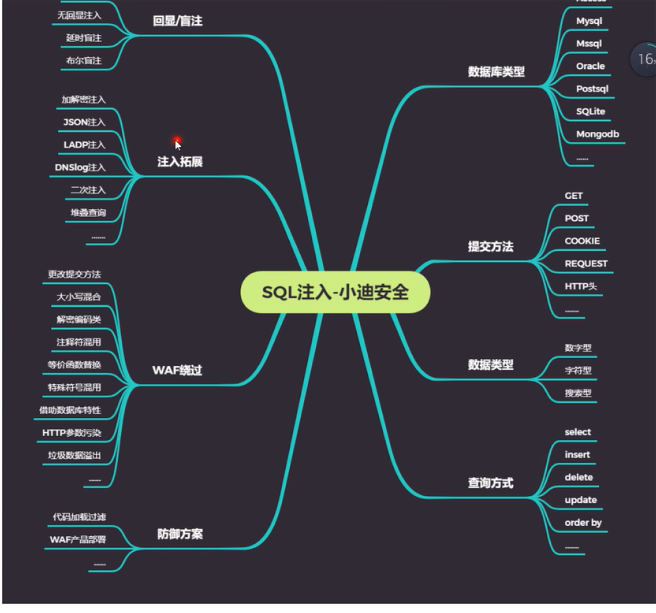 SQL注入-小迪安全
数据库类型
Access
Mysql
Mssql
Oracle
Postsql
SQLite
Mongodb
......
提交方法
GET
POST
COOKIE
REQUEST
HTTP头
......
数据类型
数字型
字符型
搜索型
查询方式
select
insert
delete
update
order by
......
回显/盲注
无回显注入
延时盲注
布尔盲注
注入拓展
加解密注入
JSON注入
LADP注入
DNSlog注入
二次注入
堆叠查询
.......
WAF绕过
更改提交方法
大小写混合
解密编码类
注释符混用
等价函数替换
特殊符号混用
借助数据库特性
HTTP参数污染
垃圾数据溢出
......
防御方案
代码加载过滤
WAF产品部署
......
16